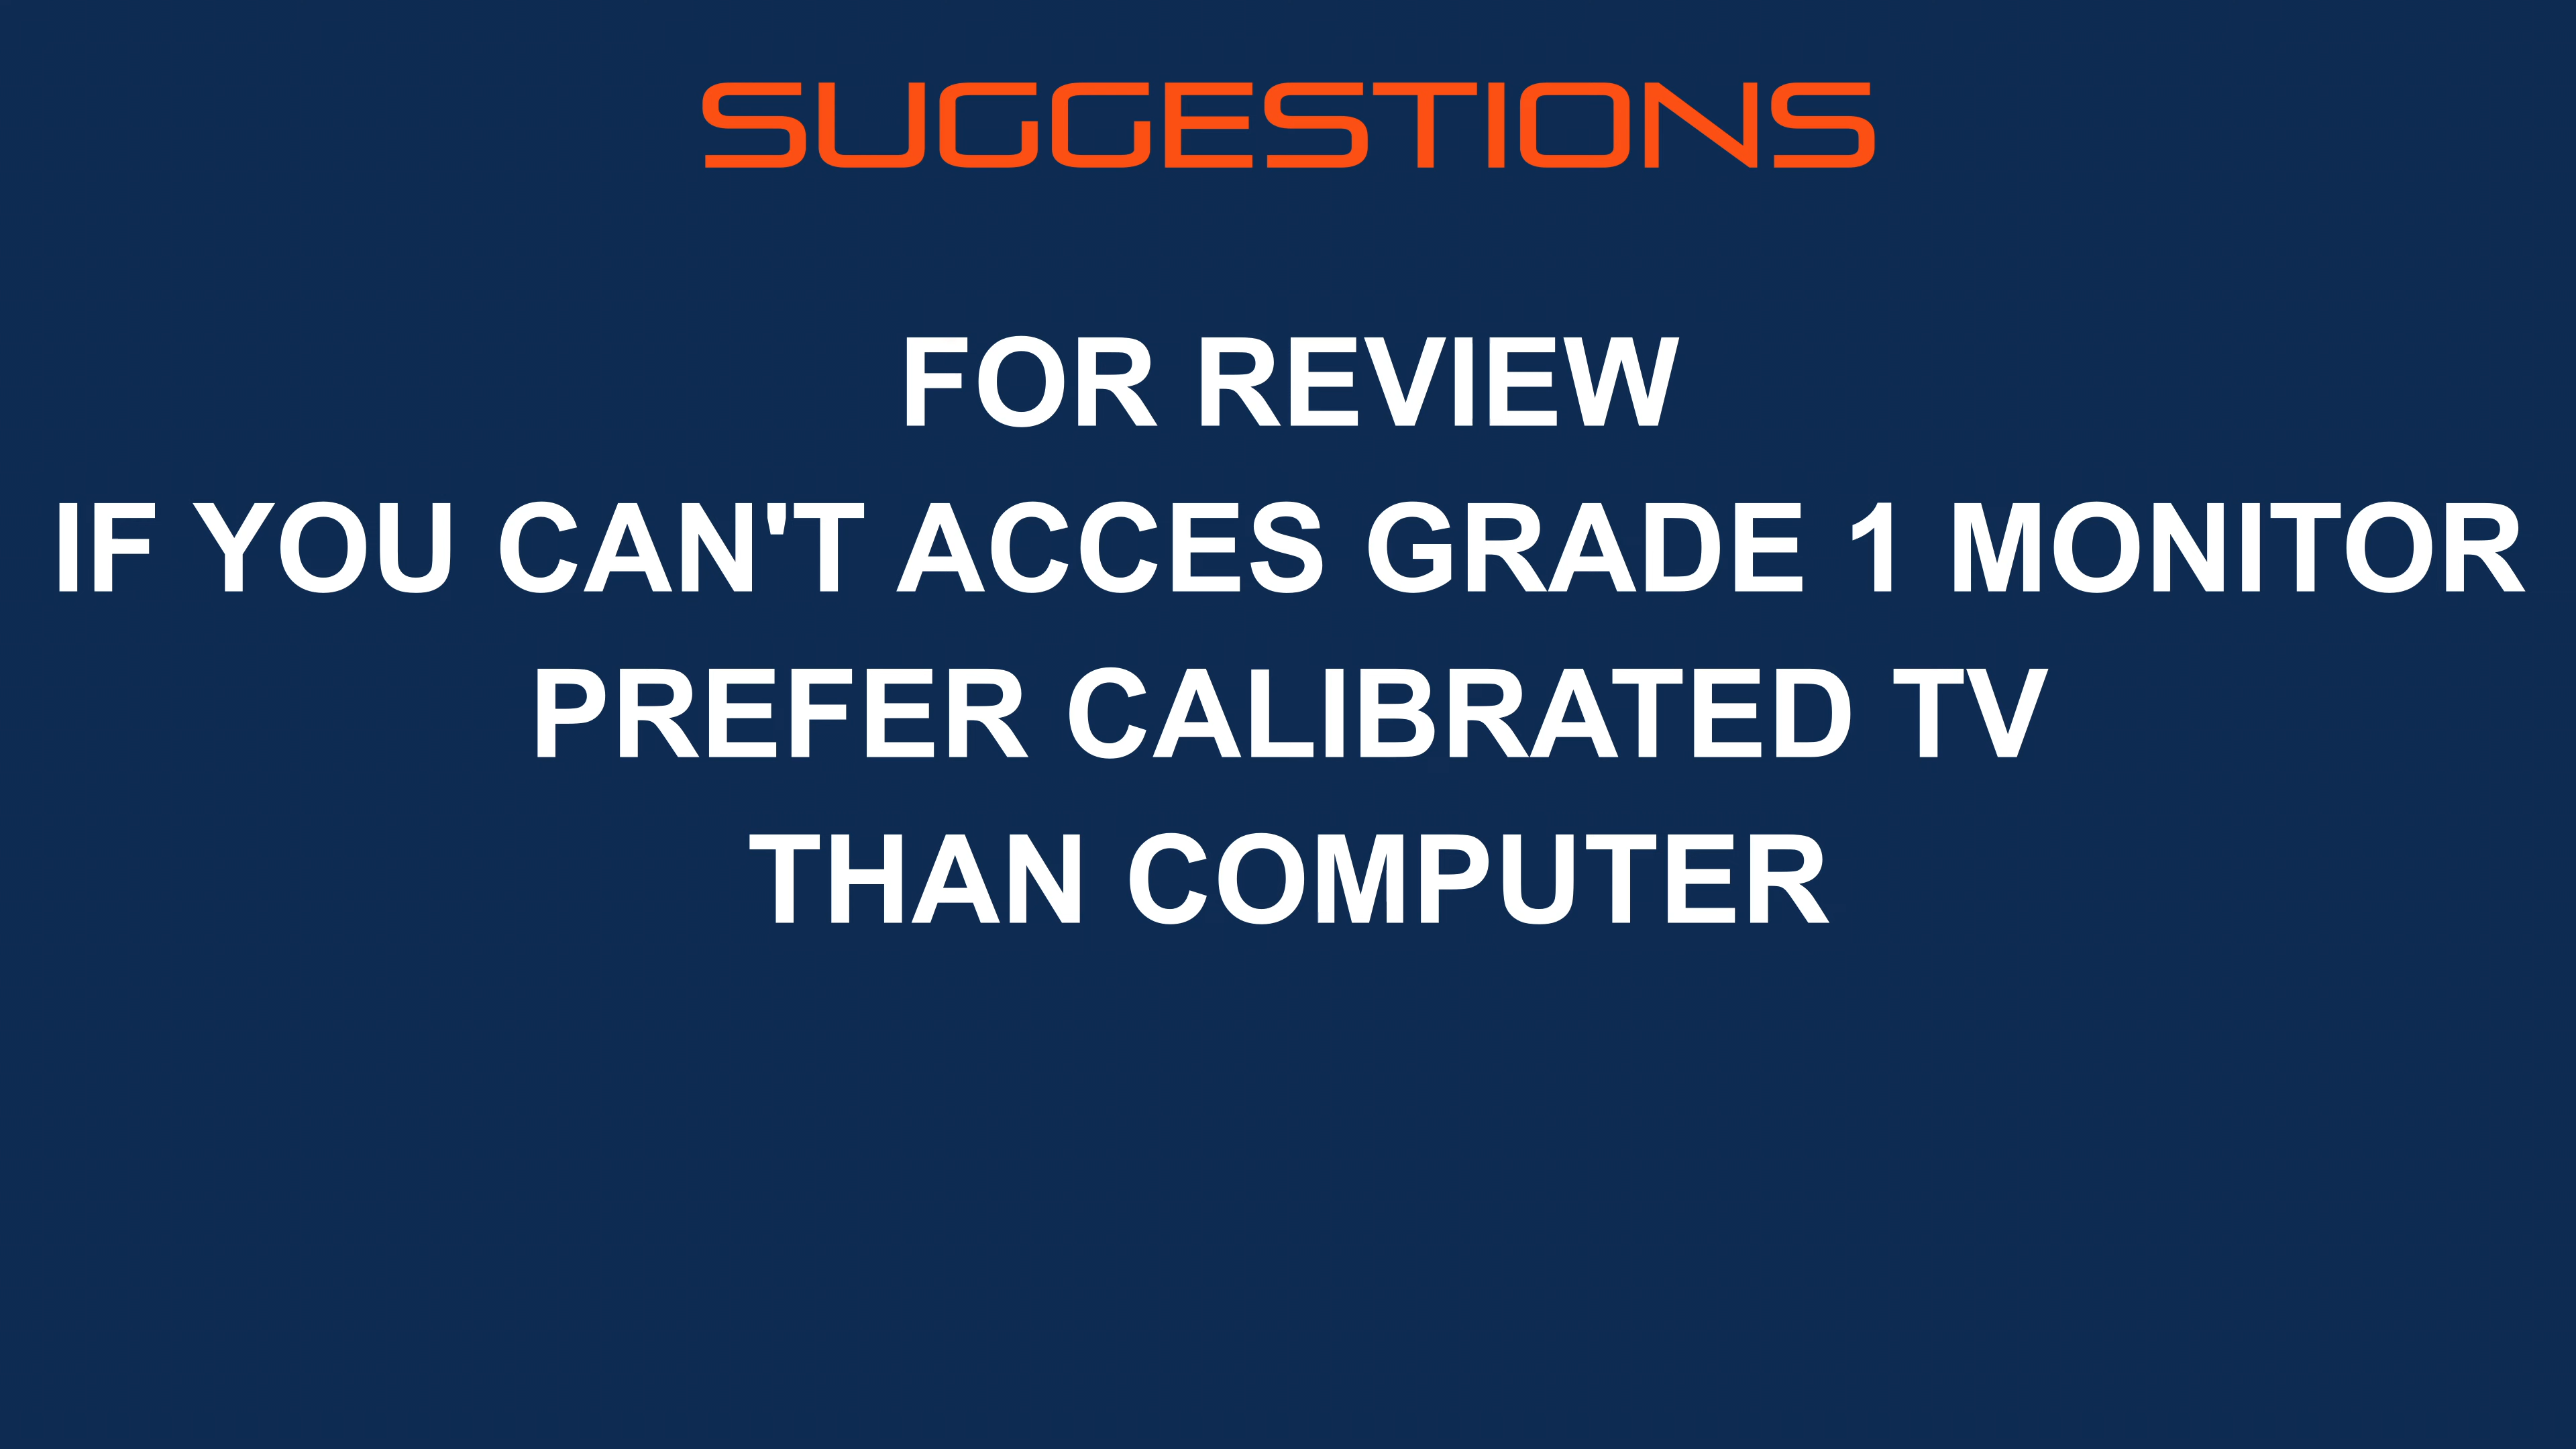 SUGGESTIONS
FOR REVIEW
IF YOU CAN'T ACCES GRADE 1 MONITOR
PREFER CALIBRATED TV
THAN COMPUTER